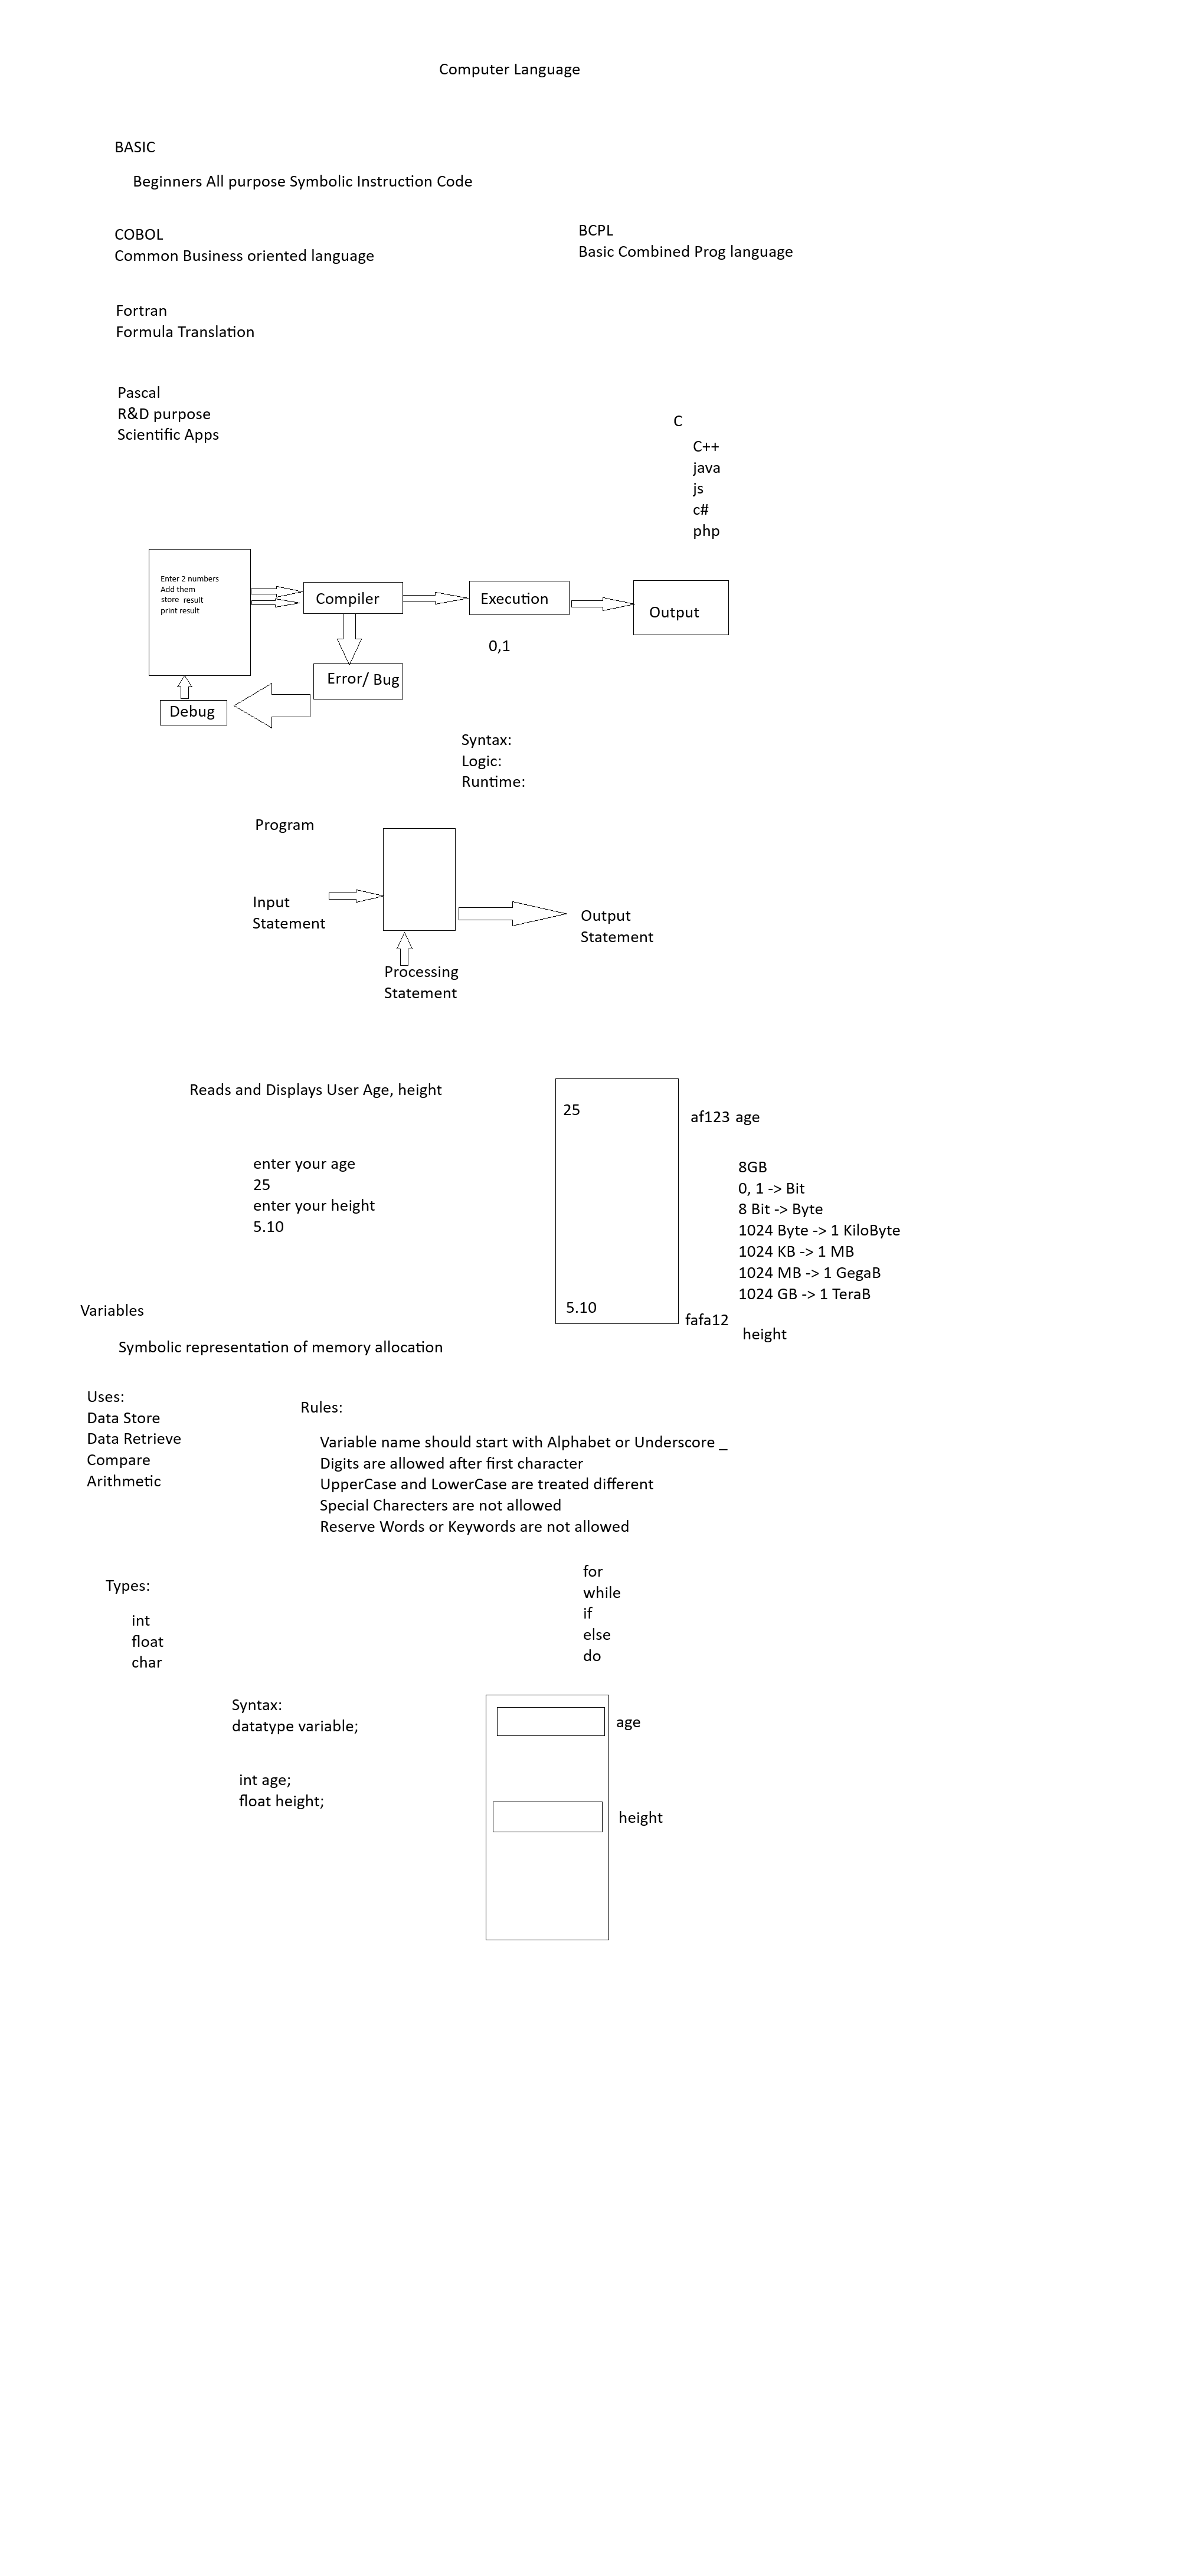 Computer Language
BASIC
Beginners All purpose Symbolic Instruction Code
COBOL
Common Business oriented language
BCPL
Basic Combined Prog language
Fortran
Formula Translation
Pascal
R&D purpose
Scientific Apps
C
C++
java
js
c#
php
Enter 2 numbers
Add them
store result
print result
Compiler
Execution
Output
0,1
Error/ Bug
Debug
Syntax:
Logic:
Runtime:
Program
Input
Statement
Output
Statement
Processing
Statement
Reads and Displays User Age, height
25
af123 age
enter your age
25
enter your height
5.10
8GB
0, 1 -> Bit
8 Bit -> Byte
1024 Byte -> 1 KiloByte
1024 KB -> 1 MB
1024 MB -> 1 GegaB
1024 GB -> 1 TeraB
5.10
fafa12
height
Variables
Symbolic representation of memory allocation
Uses:
Data Store
Data Retrieve
Compare
Arithmetic
Rules:
Variable name should start with Alphabet or Underscore _
Digits are allowed after first character
UpperCase and LowerCase are treated different
Special Charecters are not allowed
Reserve Words or Keywords are not allowed
for
while
if
else
do
Types:
int
float
char
Syntax:
datatype variable;
int age;
float height;
age
height